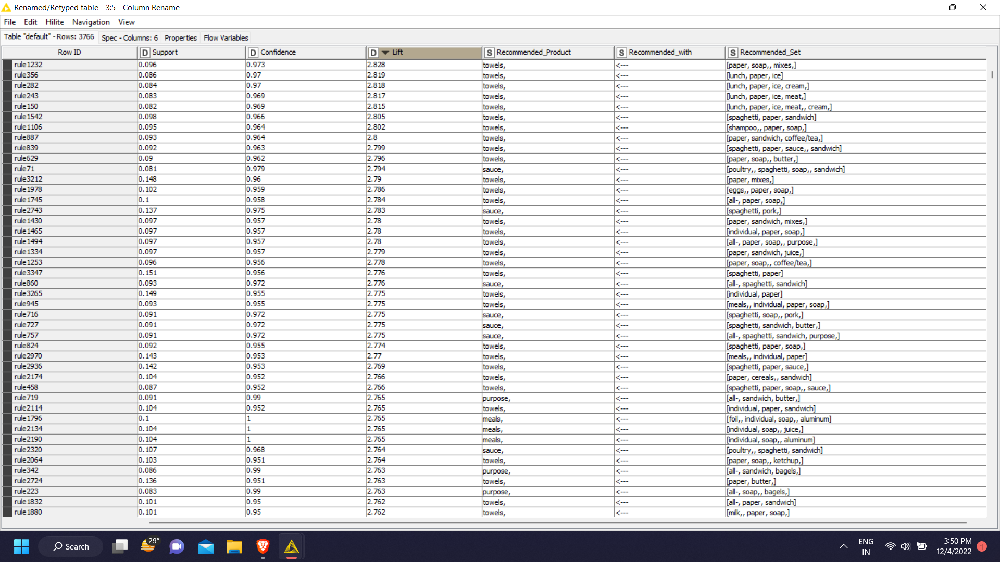 Renamed/Retyped table - 3:5 - Column Rename
File Edit Hilite Navigation View
Table "default" - Rows: 3766 Spec - Columns: 6 Properties Flow Variables
Row ID D Support D Confidence D Lift S Recommended_Product S Recommended_with S Recommended_Set
rule1232 0.096 0.973 2.828 towels, <--- [paper, soap,, mixes,]
rule356 0.086 0.97 2.819 towels, <--- [lunch, paper, ice]
rule282 0.084 0.97 2.818 towels, <--- [lunch, paper, ice, cream,]
rule243 0.083 0.969 2.817 towels, <--- [lunch, paper, ice, meat,]
rule150 0.082 0.969 2.815 towels, <--- [lunch, paper, ice, meat,, cream,]
rule1542 0.098 0.966 2.805 towels, <--- [spaghetti, paper, sandwich]
rule1106 0.095 0.964 2.802 towels, <--- [shampoo,, paper, soap,]
rule887 0.093 0.964 2.8 towels, <--- [paper, sandwich, coffee/tea,]
rule839 0.092 0.963 2.799 towels, <--- [spaghetti, paper, sauce,, sandwich]
rule629 0.09 0.962 2.796 towels, <--- [paper, soap,, butter,]
rule71 0.081 0.979 2.794 sauce, <--- [poultry,, spaghetti, soap,, sandwich]
rule3212 0.148 0.96 2.79 towels, <--- [paper, mixes,]
rule1978 0.102 0.959 2.786 towels, <--- [eggs,, paper, soap,]
rule1745 0.1 0.958 2.784 towels, <--- [all-, paper, soap,]
rule2743 0.137 0.975 2.783 sauce, <--- [spaghetti, pork,]
rule1430 0.097 0.957 2.78 towels, <--- [paper, sandwich, mixes,]
rule1465 0.097 0.957 2.78 towels, <--- [individual, paper, soap,]
rule1494 0.097 0.957 2.78 towels, <--- [all-, paper, soap,, purpose,]
rule1334 0.097 0.957 2.779 towels, <--- [paper, sandwich, juice,]
rule1253 0.096 0.956 2.778 towels, <--- [paper, soap,, coffee/tea,]
rule3347 0.151 0.956 2.776 towels, <--- [spaghetti, paper]
rule860 0.093 0.972 2.776 sauce, <--- [all-, spaghetti, sandwich]
rule3265 0.149 0.955 2.775 towels, <--- [individual, paper]
rule945 0.093 0.955 2.775 towels, <--- [meals,, individual, paper, soap,]
rule716 0.091 0.972 2.775 sauce, <--- [spaghetti, soap,, pork,]
rule727 0.091 0.972 2.775 sauce, <--- [spaghetti, sandwich, butter,]
rule757 0.091 0.972 2.775 sauce, <--- [all-, spaghetti, sandwich, purpose,]
rule824 0.092 0.955 2.774 towels, <--- [spaghetti, paper, soap,]
rule2970 0.143 0.953 2.77 towels, <--- [meals,, individual, paper]
rule2936 0.142 0.953 2.769 towels, <--- [spaghetti, paper, sauce,]
rule2174 0.104 0.952 2.766 towels, <--- [paper, cereals,, sandwich]
rule458 0.087 0.952 2.766 towels, <--- [spaghetti, paper, soap,, sauce,]
rule719 0.091 0.99 2.765 purpose, <--- [all-, sandwich, butter,]
rule2114 0.104 0.952 2.765 towels, <--- [individual, paper, sandwich]
rule1796 0.1 1 2.765 meals, <--- [foil,, individual, soap,, aluminum]
rule2134 0.104 1 2.765 meals, <--- [individual, soap,, juice,]
rule2190 0.104 1 2.765 meals, <--- [individual, soap,, aluminum]
rule2320 0.107 0.968 2.764 sauce, <--- [poultry,, spaghetti, sandwich]
rule2064 0.103 0.951 2.764 towels, <--- [paper, soap,, ketchup,]
rule342 0.086 0.99 2.763 purpose, <--- [all-, sandwich, bagels,]
rule2724 0.136 0.951 2.763 towels, <--- [paper, butter,]
rule223 0.083 0.99 2.763 purpose, <--- [all-, soap,, bagels,]
rule1832 0.101 0.95 2.762 towels, <--- [all-, paper, sandwich]
rule1880 0.101 0.95 2.762 towels, <--- [milk,, paper, soap,]
Search 29° ENG IN 3:50 PM 12/4/2022 1